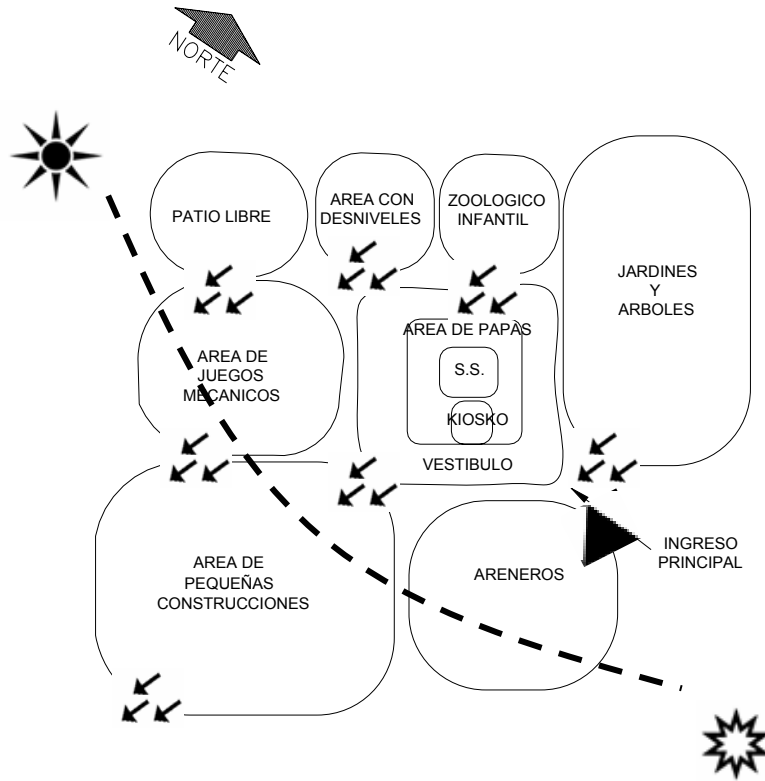 NORTE
PATIO LIBRE
AREA CON
DESNIVELES
ZOOLOGICO
INFANTIL
JARDINES
Y
ARBOLES
AREA DE PAPAS
S.S.
KIOSKO
VESTIBULO
AREA DE
JUEGOS
MECANICOS
AREA DE
PEQUEÑAS
CONSTRUCCIONES
ARENEROS
INGRESO
PRINCIPAL